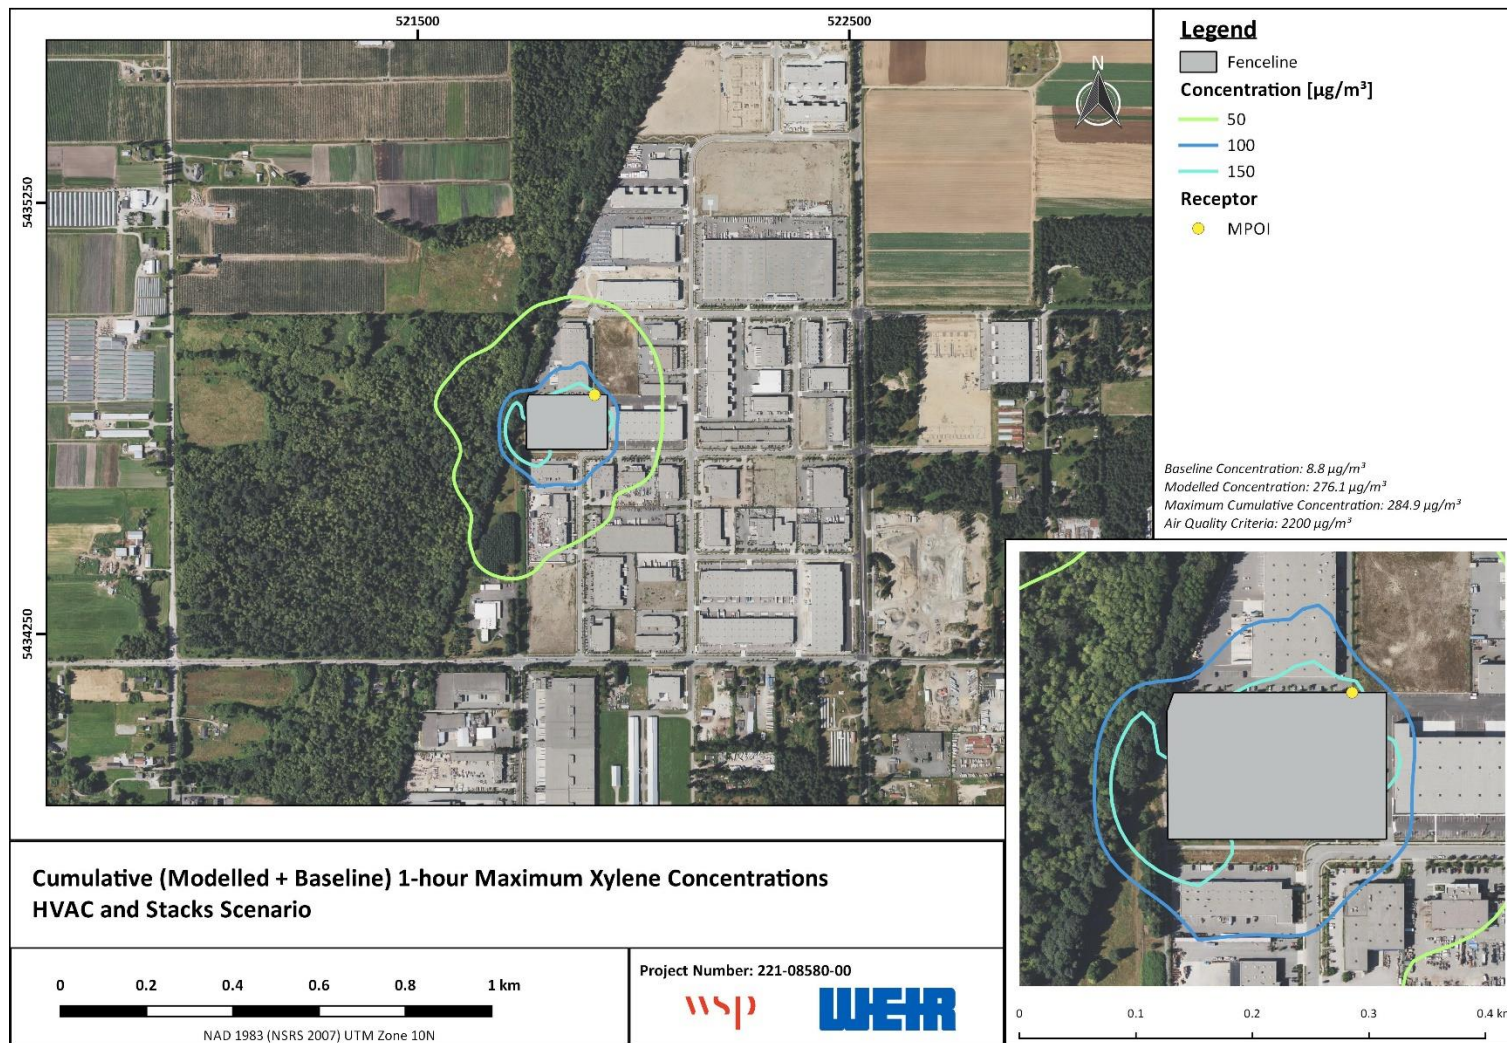 521500
522500
5435250
5434250
N
Legend
Fenceline
Concentration [µg/m³]
50
100
150
Receptor
MPOI
Baseline Concentration: 8.8 µg/m³
Modelled Concentration: 276.1 µg/m³
Maximum Cumulative Concentration: 284.9 µg/m³
Air Quality Criteria: 2200 µg/m³
Cumulative (Modelled + Baseline) 1-hour Maximum Xylene Concentrations
HVAC and Stacks Scenario
0 0.2 0.4 0.6 0.8 1 km
NAD 1983 (NSRS 2007) UTM Zone 10N
Project Number: 221-08580-00
wsp
WEIR
0 0.1 0.2 0.3 0.4 km